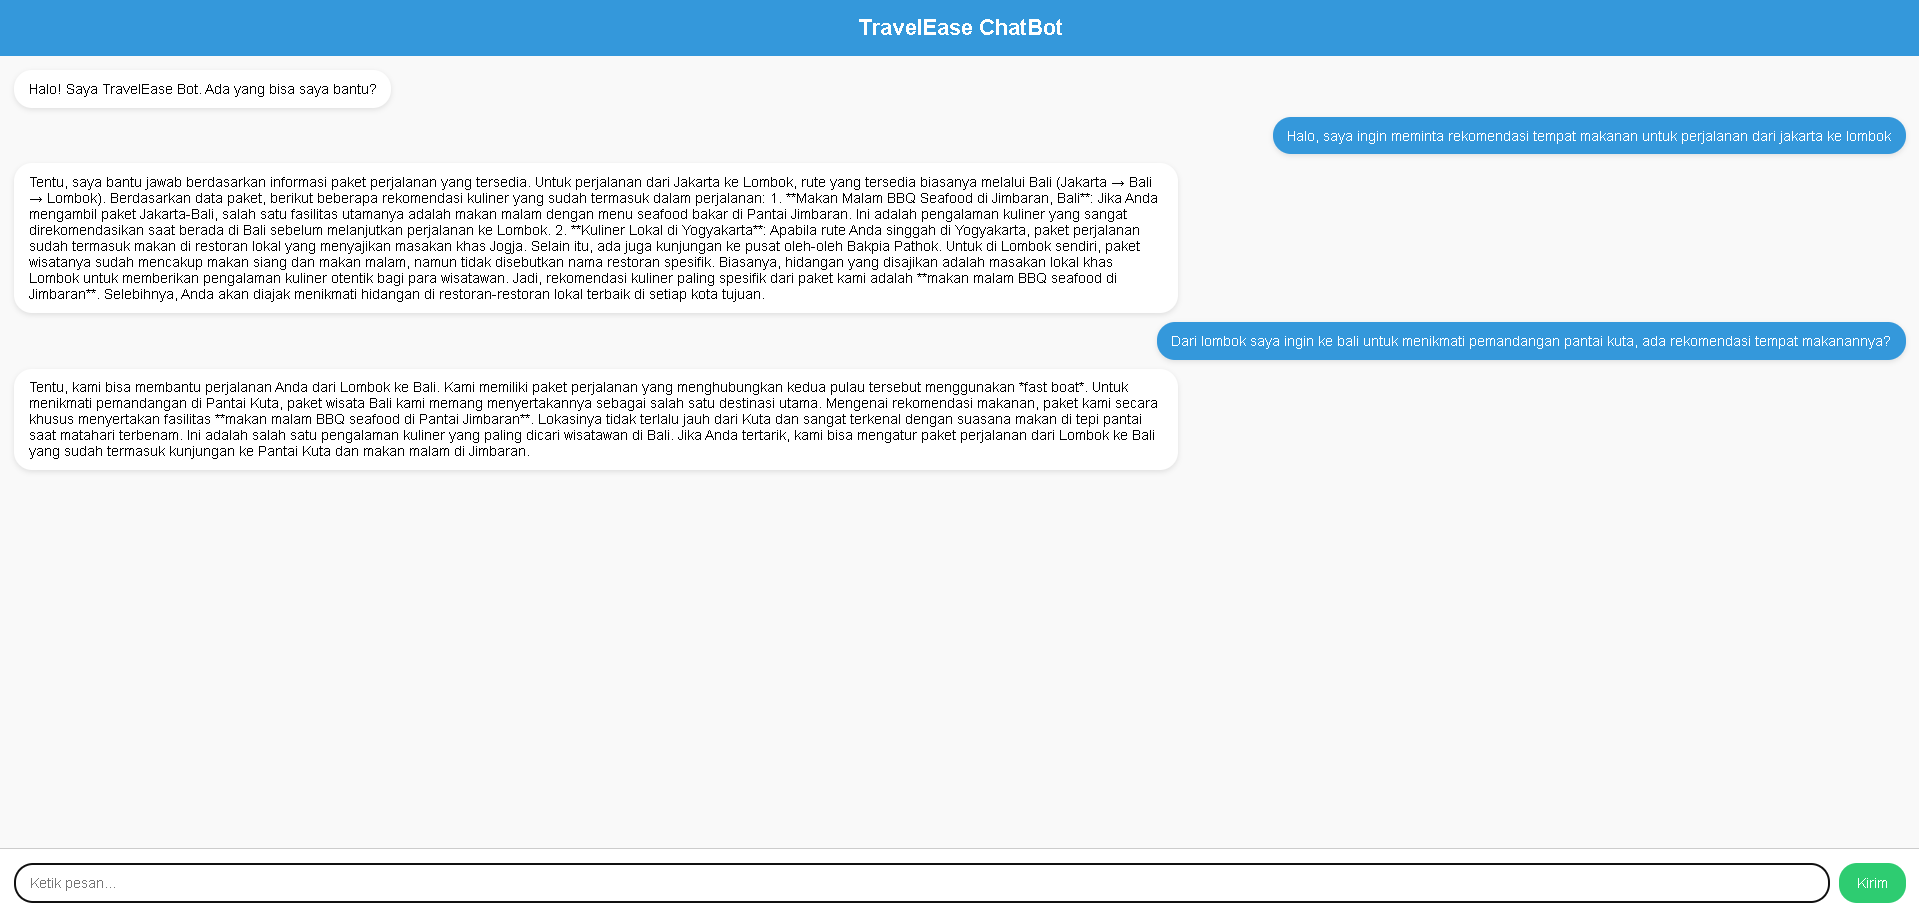 TravelEase ChatBot
Halo! Saya TravelEase Bot. Ada yang bisa saya bantu?
Halo, saya ingin meminta rekomendasi tempat makanan untuk perjalanan dari jakarta ke lombok
Tentu, saya bantu jawab berdasarkan informasi paket perjalanan yang tersedia. Untuk perjalanan dari Jakarta ke Lombok, rute yang tersedia biasanya melalui Bali (Jakarta → Bali
→ Lombok). Berdasarkan data paket, berikut beberapa rekomendasi kuliner yang sudah termasuk dalam perjalanan: 1. **Makan Malam BBQ Seafood di Jimbaran, Bali**: Jika Anda
mengambil paket Jakarta-Bali, salah satu fasilitas utamanya adalah makan malam dengan menu seafood bakar di Pantai Jimbaran. Ini adalah pengalaman kuliner yang sangat
direkomendasikan saat berada di Bali sebelum melanjutkan perjalanan ke Lombok. 2. **Kuliner Lokal di Yogyakarta**: Apabila rute Anda singgah di Yogyakarta, paket perjalanan
sudah termasuk makan di restoran lokal yang menyajikan masakan khas Jogja. Selain itu, ada juga kunjungan ke pusat oleh-oleh Bakpia Pathok. Untuk di Lombok sendiri, paket
wisatanya sudah mencakup makan siang dan makan malam, namun tidak disebutkan nama restoran spesifik. Biasanya, hidangan yang disajikan adalah masakan lokal khas
Lombok untuk memberikan pengalaman kuliner otentik bagi para wisatawan. Jadi, rekomendasi kuliner paling spesifik dari paket kami adalah **makan malam BBQ seafood di
Jimbaran**. Selebihnya, Anda akan diajak menikmati hidangan di restoran-restoran lokal terbaik di setiap kota tujuan.
Dari lombok saya ingin ke bali untuk menikmati pemandangan pantai kuta, ada rekomendasi tempat makanannya?
Tentu, kami bisa membantu perjalanan Anda dari Lombok ke Bali. Kami memiliki paket perjalanan yang menghubungkan kedua pulau tersebut menggunakan *fast boat*. Untuk
menikmati pemandangan di Pantai Kuta, paket wisata Bali kami memang menyertakannya sebagai salah satu destinasi utama. Mengenai rekomendasi makanan, paket kami secara
khusus menyertakan fasilitas **makan malam BBQ seafood di Pantai Jimbaran**. Lokasinya tidak terlalu jauh dari Kuta dan sangat terkenal dengan suasana makan di tepi pantai
saat matahari terbenam. Ini adalah salah satu pengalaman kuliner yang paling dicari wisatawan di Bali. Jika Anda tertarik, kami bisa mengatur paket perjalanan dari Lombok ke Bali
yang sudah termasuk kunjungan ke Pantai Kuta dan makan malam di Jimbaran.
Ketik pesan...
Kirim